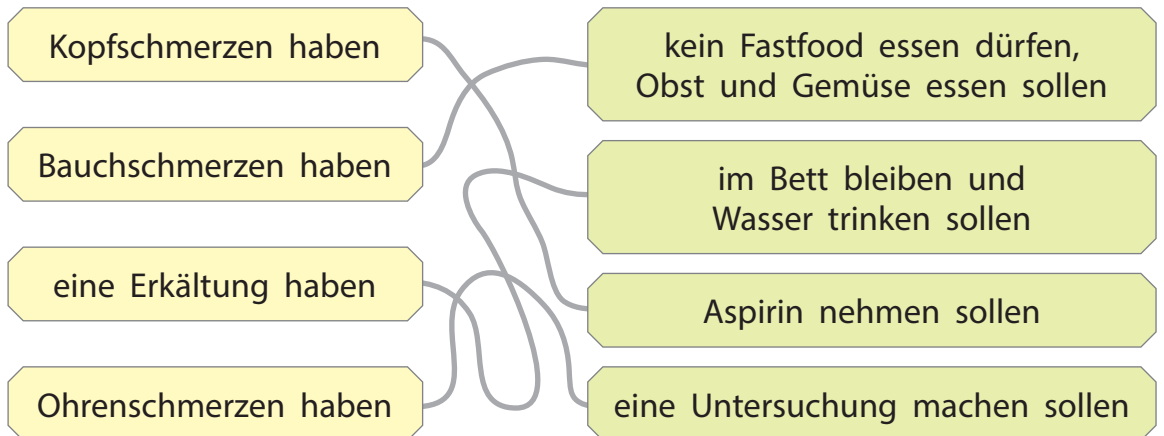 Kopfschmerzen haben
Bauchschmerzen haben
eine Erkältung haben
Ohrenschmerzen haben
kein Fastfood essen dürfen,
Obst und Gemüse essen sollen
im Bett bleiben und
Wasser trinken sollen
Aspirin nehmen sollen
eine Untersuchung machen sollen